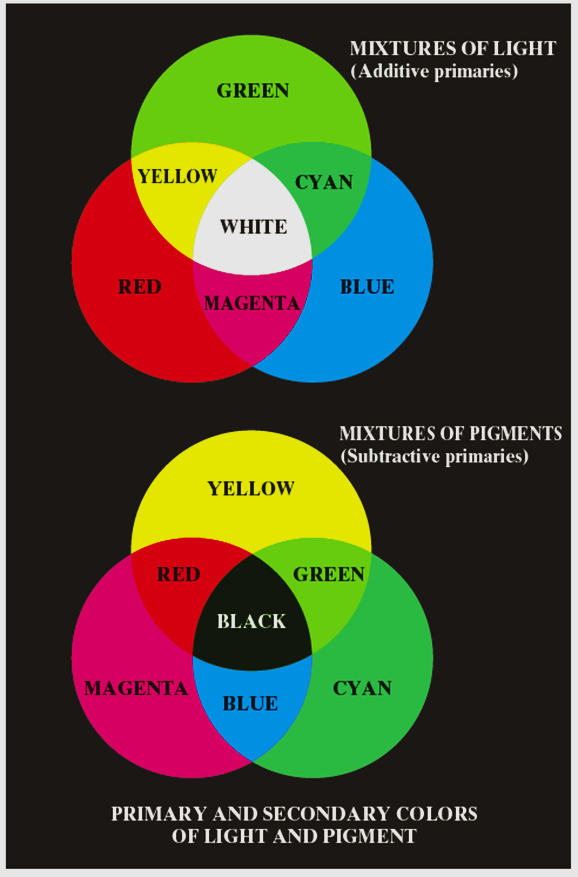 MIXTURES OF LIGHT
(Additive primaries)
GREEN
YELLOW
CYAN
WHITE
RED
BLUE
MAGENTA
MIXTURES OF PIGMENTS
(Subtractive primaries)
YELLOW
RED
GREEN
BLACK
MAGENTA
CYAN
BLUE
PRIMARY AND SECONDARY COLORS
OF LIGHT AND PIGMENT